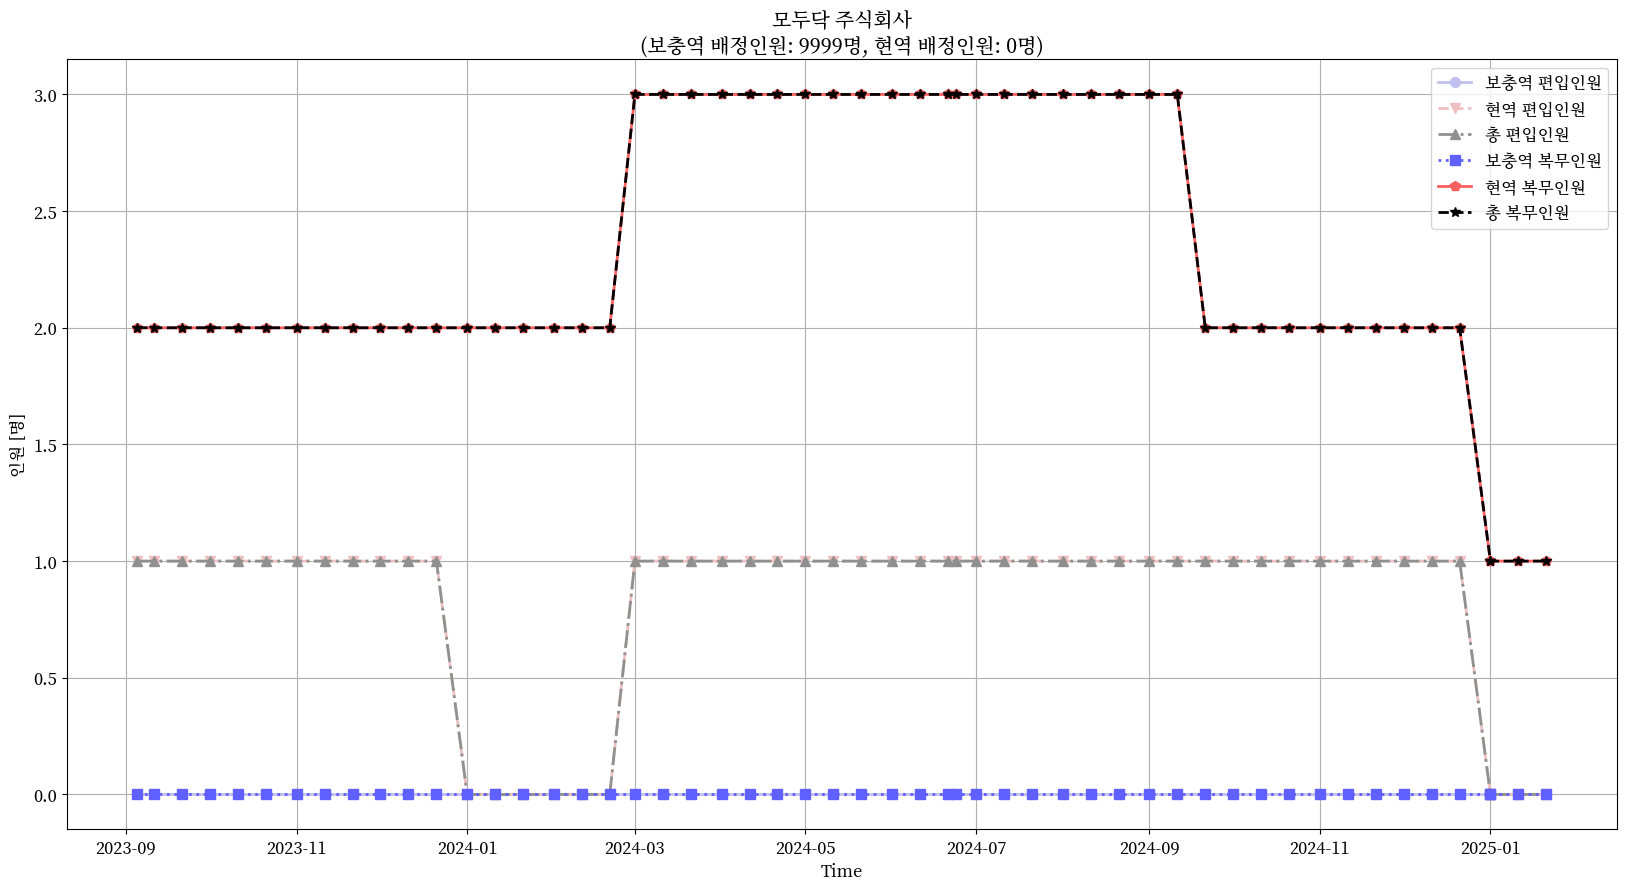 모두닥 주식회사
(보충역 배정인원: 9999명, 현역 배정인원: 0명)
보충역 편입인원
현역 편입인원
총 편입인원
보충역 복무인원
현역 복무인원
총 복무인원
3.0
2.5
2.0
1.5
1.0
0.5
0.0
인원 [명]
2023-09
2023-11
2024-01
2024-03
2024-05
2024-07
2024-09
2024-11
2025-01
Time